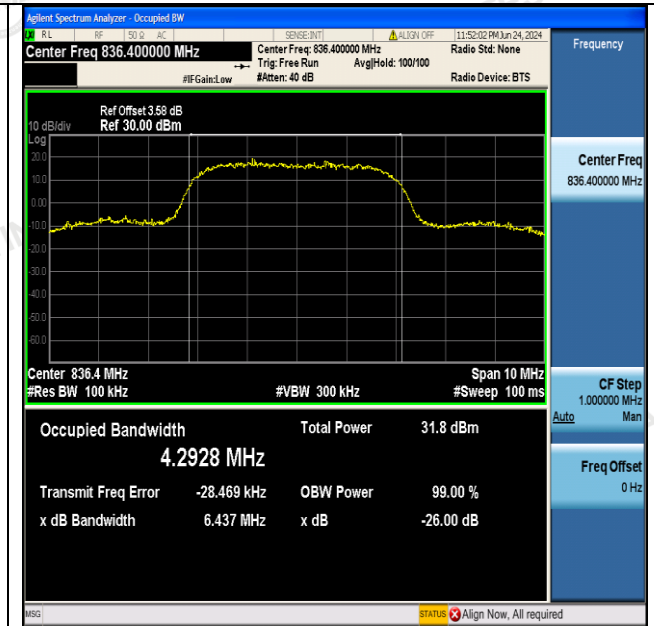 Agilent Spectrum Analyzer - Occupied BW
RL RF 50 Ω AC SENSE:INT ALIGN OFF 11:52:02 PM Jun 24, 2024
Center Freq 836.400000 MHz Center Freq: 836.400000 MHz Radio Std: None Frequency
Trig: Free Run Avg|Hold: 100/100
#IFGain:Low #Atten: 40 dB Radio Device: BTS
Ref Offset 3.58 dB
10 dB/div Ref 30.00 dBm
Log
20.0
10.0
0.00
-10.0
-20.0
-30.0
-40.0
-50.0
-60.0
Center Freq
836.400000 MHz
Center 836.4 MHz Span 10 MHz
#Res BW 100 kHz #VBW 300 kHz #Sweep 100 ms
CF Step
1.000000 MHz
Auto Man
Occupied Bandwidth Total Power 31.8 dBm
4.2928 MHz
Freq Offset
0 Hz
Transmit Freq Error -28.469 kHz OBW Power 99.00 %
x dB Bandwidth 6.437 MHz x dB -26.00 dB
MSG STATUS Align Now, All required